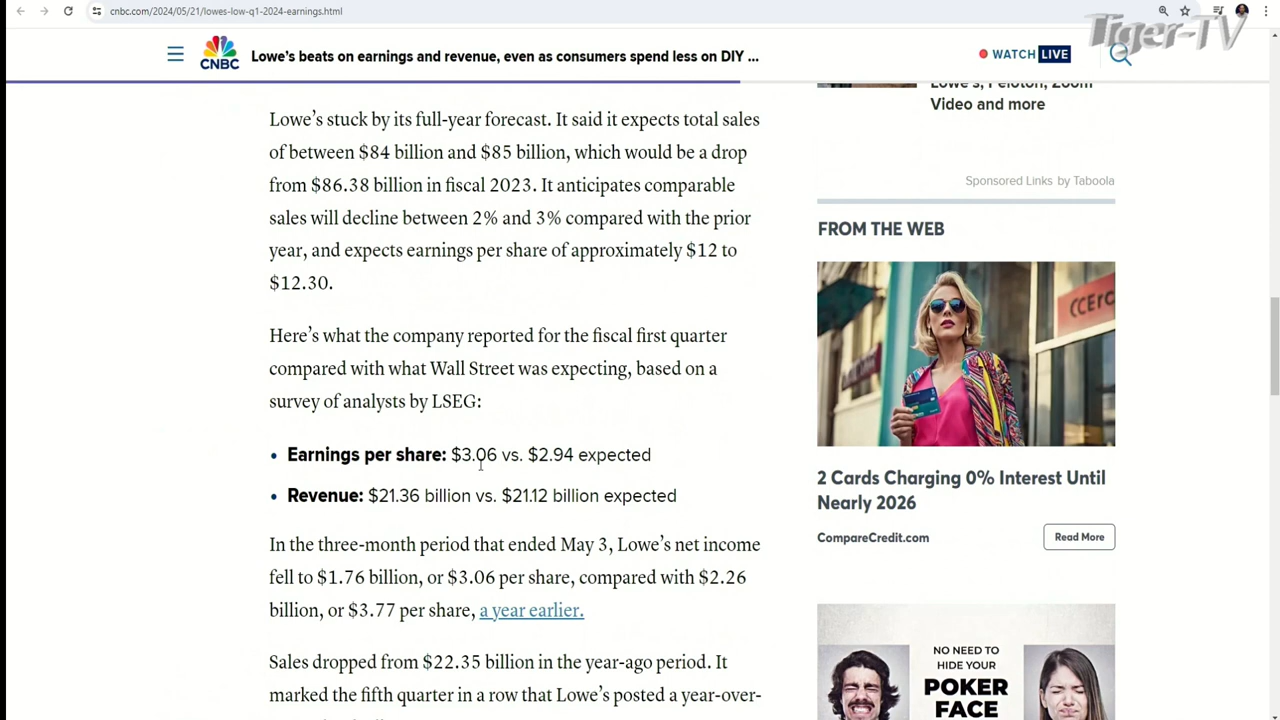 cnbc.com/2024/05/21/lowes-low-q1-2024-earnings.html
Tiger-TV
CNBC
Lowe's beats on earnings and revenue, even as consumers spend less on DIY ...
WATCH LIVE
Lowe's, Peloton, Zoom
Video and more
Sponsored Links by Taboola
Lowe's stuck by its full-year forecast. It said it expects total sales
of between $84 billion and $85 billion, which would be a drop
from $86.38 billion in fiscal 2023. It anticipates comparable
sales will decline between 2% and 3% compared with the prior
year, and expects earnings per share of approximately $12 to
$12.30.
Here's what the company reported for the fiscal first quarter
compared with what Wall Street was expecting, based on a
survey of analysts by LSEG:
• Earnings per share: $3.06 vs. $2.94 expected
• Revenue: $21.36 billion vs. $21.12 billion expected
In the three-month period that ended May 3, Lowe's net income
fell to $1.76 billion, or $3.06 per share, compared with $2.26
billion, or $3.77 per share, a year earlier.
Sales dropped from $22.35 billion in the year-ago period. It
marked the fifth quarter in a row that Lowe's posted a year-over-
FROM THE WEB
2 Cards Charging 0% Interest Until
Nearly 2026
CompareCredit.com
Read More
NO NEED TO
HIDE YOUR
POKER
FACE